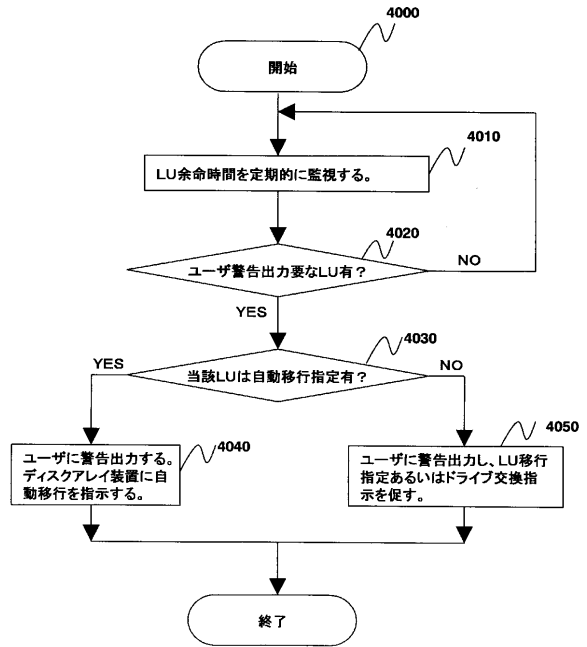 4000
開始
4010
LU余命時間を定期的に監視する。
4020
ユーザ警告出力要なLU有？
NO
YES
4030
当該LUは自動移行指定有？
YES
NO
4040
ユーザに警告出力する。
ディスクアレイ装置に自
動移行を指示する。
4050
ユーザに警告出力し、LU移行
指定あるいはドライブ交換指
示を促す。
終了